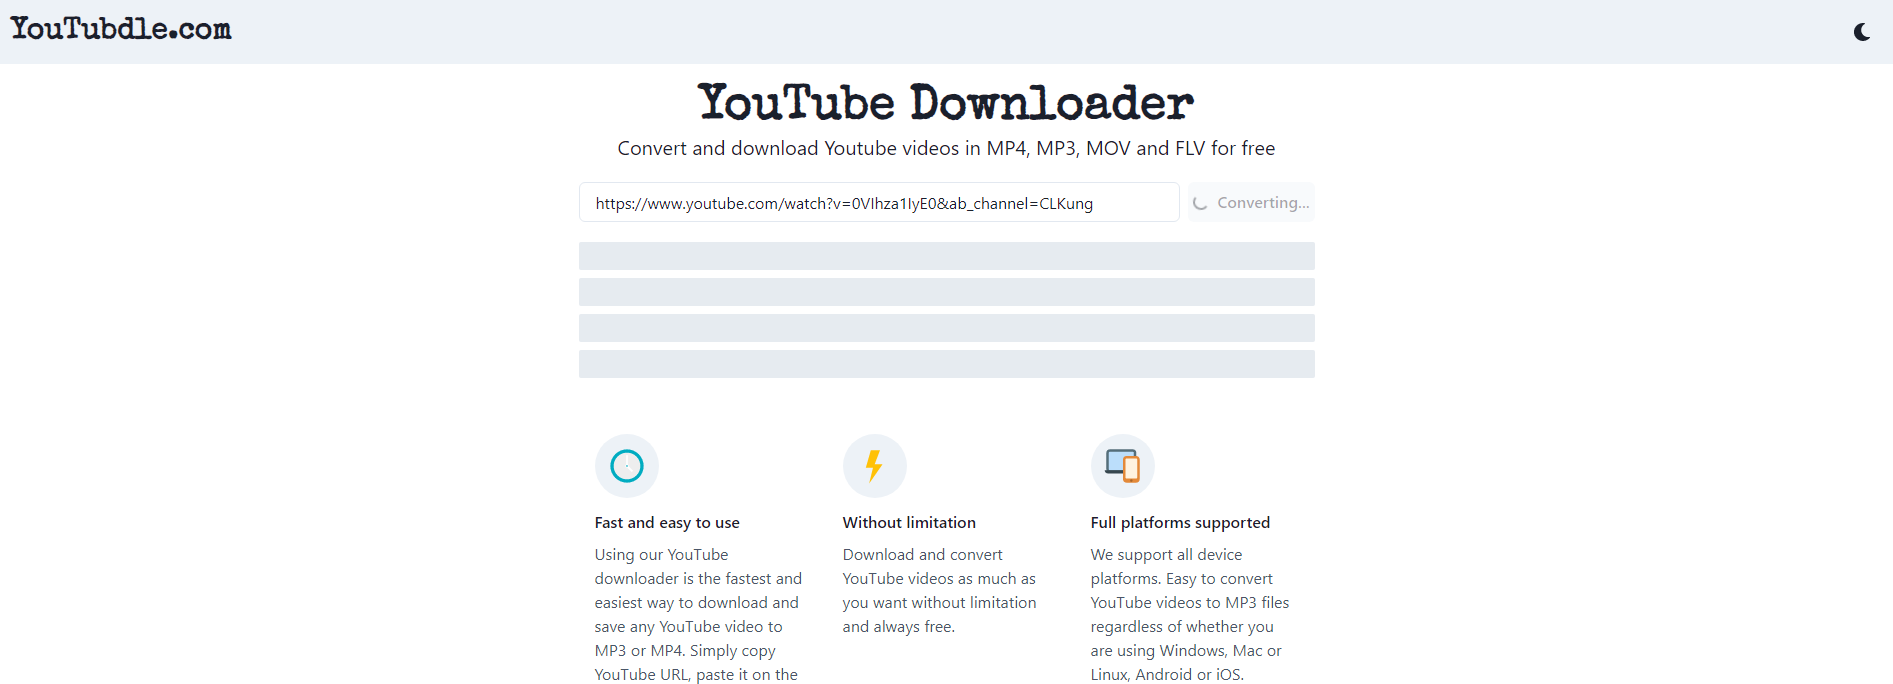 YouTubdle.com
YouTube Downloader
Convert and download Youtube videos in MP4, MP3, MOV and FLV for free
https://www.youtube.com/watch?v=0VIhza1IyE0&ab_channel=CLKung
Converting...
Fast and easy to use
Using our YouTube
downloader is the fastest and
easiest way to download and
save any YouTube video to
MP3 or MP4. Simply copy
YouTube URL, paste it on the
Without limitation
Download and convert
YouTube videos as much as
you want without limitation
and always free.
Full platforms supported
We support all device
platforms. Easy to convert
YouTube videos to MP3 files
regardless of whether you
are using Windows, Mac or
Linux, Android or iOS.